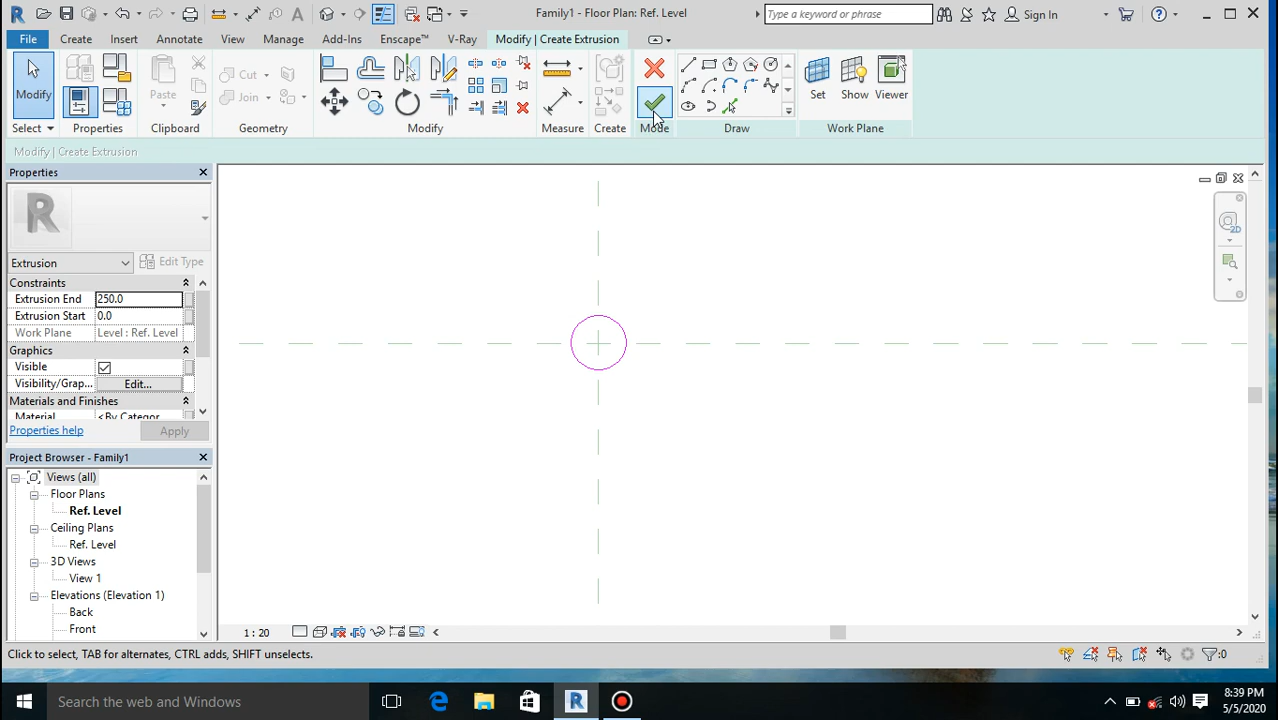 Family1 - Floor Plan: Ref. Level
Type a keyword or phrase
Sign In
File
Create
Insert
Annotate
View
Manage
Add-Ins
Enscape™
V-Ray
Modify | Create Extrusion
Modify
Paste
Cut
Join
Set
Show
Viewer
Select
Properties
Clipboard
Geometry
Modify
Measure
Create
Mode
Draw
Work Plane
Modify | Create Extrusion
Properties
Extrusion
Edit Type
Constraints
Extrusion End 250.0
Extrusion Start 0.0
Work Plane Level : Ref. Level
Graphics
Visible
Visibility/Grap... Edit...
Materials and Finishes
Material <By Categor
Properties help
Apply
Project Browser - Family1
Views (all)
Floor Plans
Ref. Level
Ceiling Plans
Ref. Level
3D Views
View 1
Elevations (Elevation 1)
Back
Front
2D
1 : 20
Click to select, TAB for alternates, CTRL adds, SHIFT unselects.
:0
Search the web and Windows
8:39 PM
5/5/2020